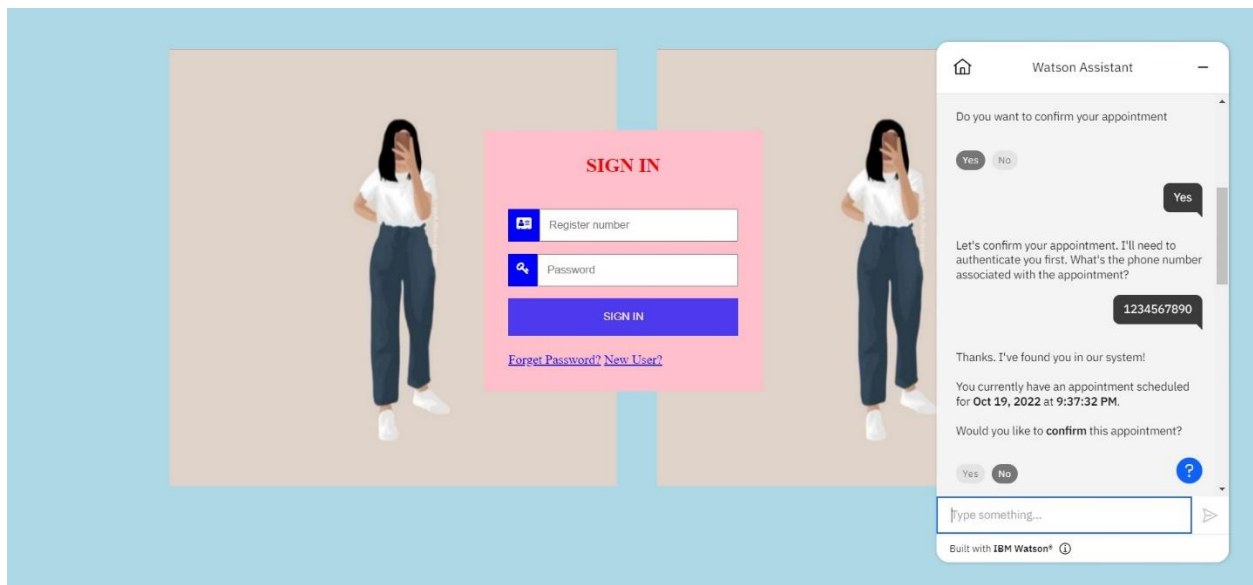 SIGN IN
Register number
Password
SIGN IN
Forget Password? New User?
Watson Assistant
Do you want to confirm your appointment
Yes No
Yes
Let's confirm your appointment. I'll need to
authenticate you first. What's the phone number
associated with the appointment?
1234567890
Thanks. I've found you in our system!
You currently have an appointment scheduled
for Oct 19, 2022 at 9:37:32 PM.
Would you like to confirm this appointment?
Yes No
?
Type something...
Built with IBM Watson®